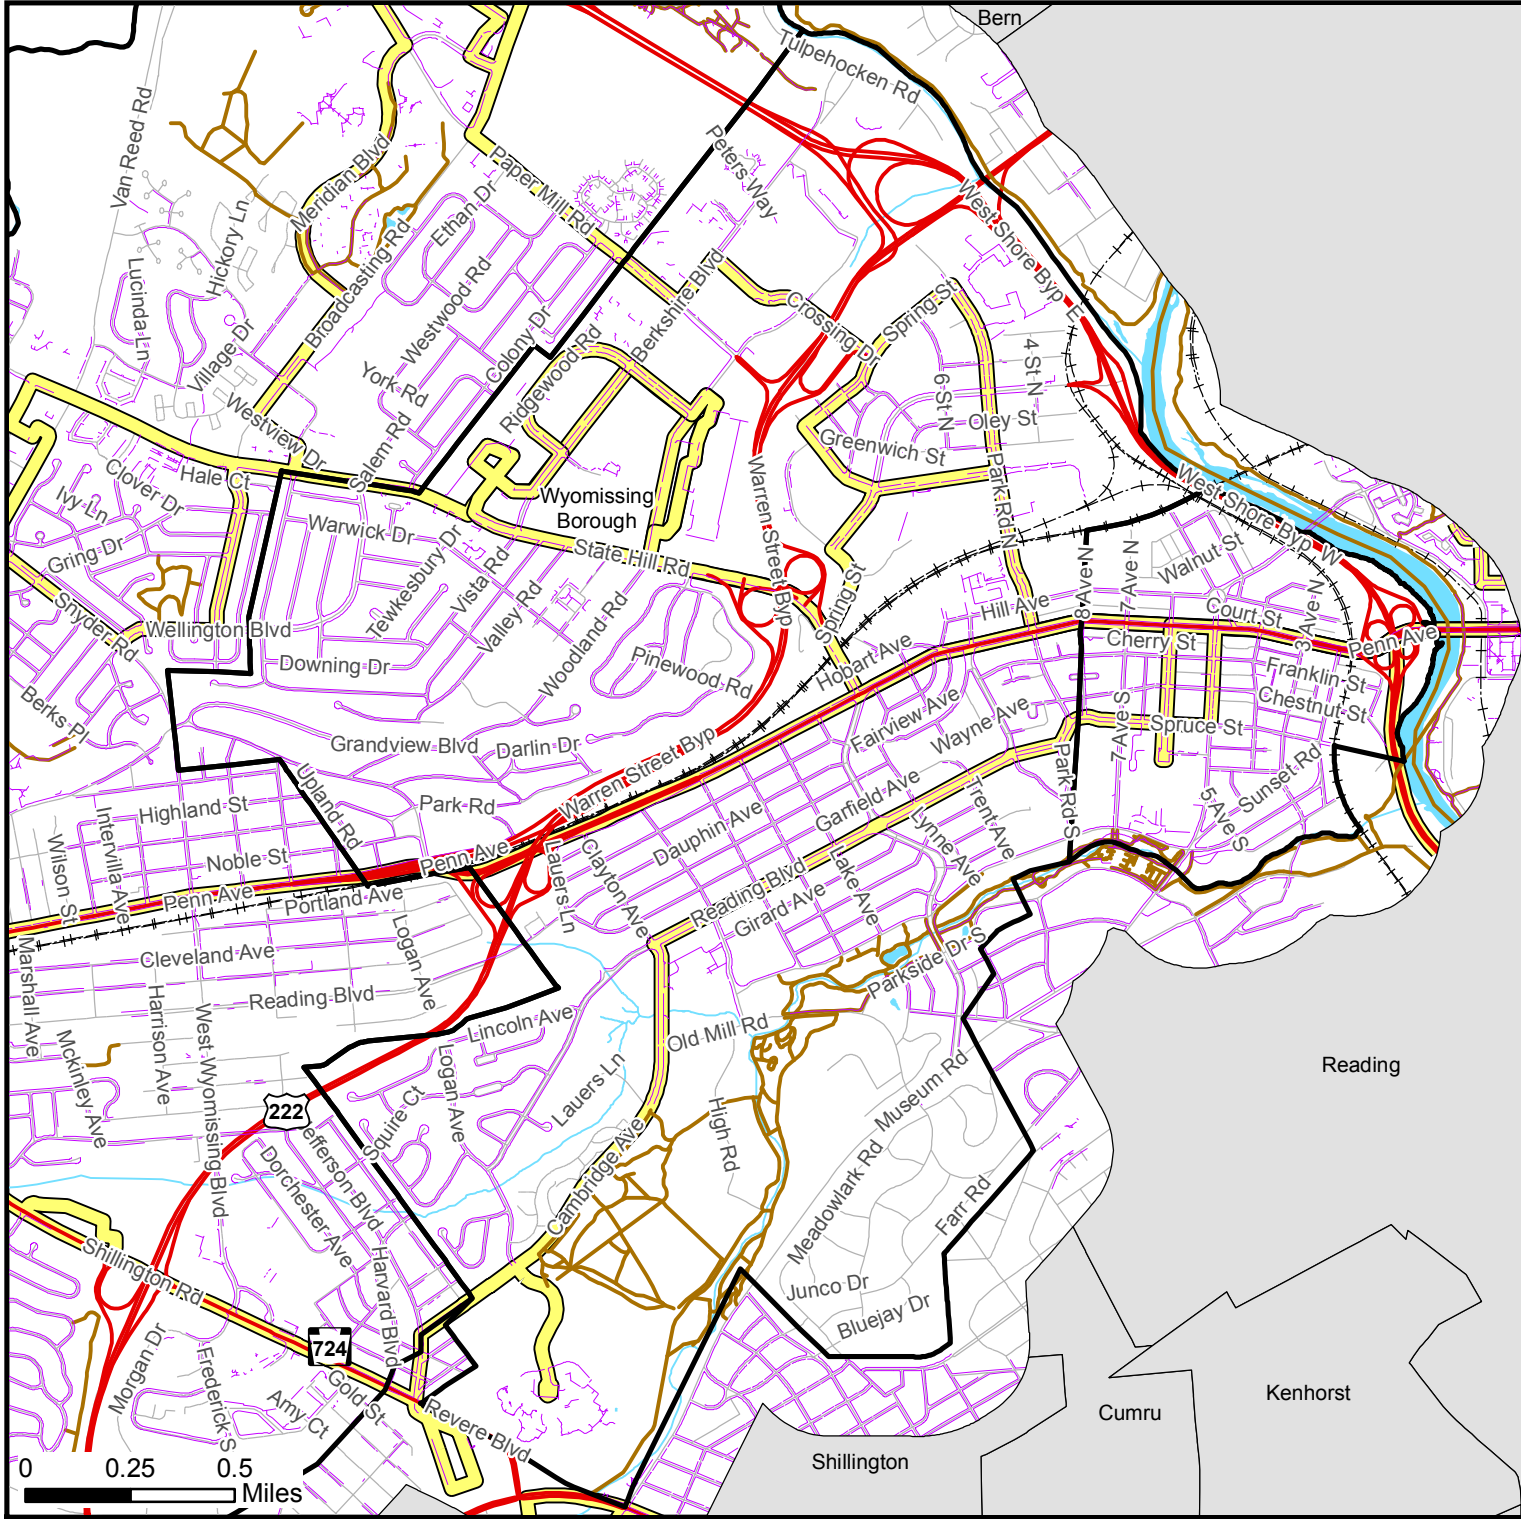 Bern
Tulpehocken Rd
Van Reed Rd
Meridian Blvd
Paper Mill Rd
Peters Way
West Shore Byp E
Ethan Dr
Hickory Ln
Lucinda Ln
Broadcasting Rd
Westwood Rd
Berkshire Blvd
Crossing Dr
Spring St
Village Dr
York Rd
Colony Dr
Ridgewood Rd
4 St N
6 St N
Oley St
Greenwich St
Westview Dr
Salem Rd
Hale Ct
Clover Dr
Ivy Ln
Gring Dr
Snyder Rd
Wellington Blvd
Berks Pl
Warwick Dr
Tewkesbury Dr
Vista Rd
Valley Rd
Woodland Rd
Downing Dr
Wyomissing
Borough
State Hill Rd
Warren Street Byp
Spring St
Park Rd N
West Shore Byp W
Walnut St
8 Ave N
7 Ave N
3 Ave N
Hill Ave
Court St
Cherry St
Penn Ave
Franklin St
Chestnut St
Spruce St
Pinewood Rd
Hobart Ave
Fairview Ave
Wayne Ave
Grandview Blvd
Darlin Dr
Warren Street Byp
Park Rd S
7 Ave S
5 Ave S
Sunset Rd
Highland St
Upland Rd
Park Rd
Intervilla Ave
Wilson St
Noble St
Penn Ave
Penn Ave
Portland Ave
Dauphin Ave
Garfield Ave
Trent Ave
Lynne Ave
Lauers Ln
Clayton Ave
Reading Blvd
Girard Ave
Lake Ave
Marshall Ave
Cleveland Ave
Logan Ave
Reading Blvd
Harrison Ave
West Wyomissing Blvd
Mckinley Ave
Lincoln Ave
Logan Ave
Squire Ct
Lauers Ln
Old Mill Rd
Parkside Dr S
Museum Rd
High Rd
Meadowlark Rd
Farr Rd
Junco Dr
Bluejay Dr
Cambridge Ave
222
Jefferson Blvd
Dorchester Ave
Harvard Blvd
Shillington Rd
724
Morgan Dr
Frederick S
Amy Ct
Gold St
Revere Blvd
Reading
Kenhorst
Cumru
Shillington
0 0.25 0.5
Miles